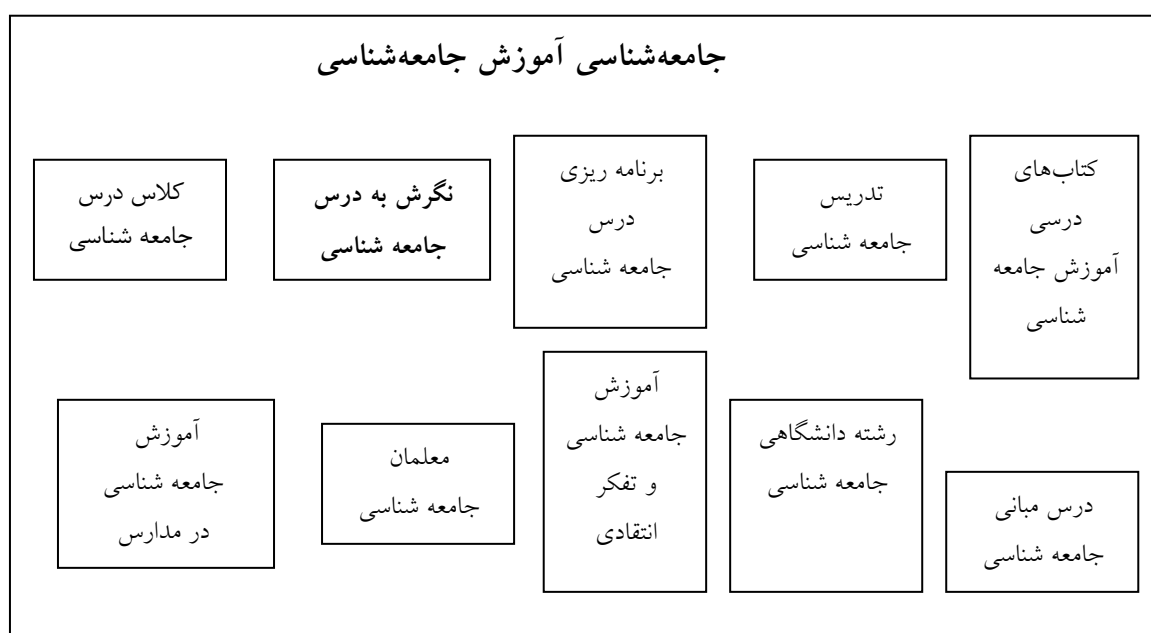 جامعه‌شناسی آموزش جامعه‌شناسی
کتاب‌های
درسی
آموزش جامعه
شناسی
تدریس
جامعه شناسی
برنامه ریزی
درس
جامعه شناسی
نگرش به درس
جامعه شناسی
کلاس درس
جامعه شناسی
درس مبانی
جامعه شناسی
رشته دانشگاهی
جامعه شناسی
آموزش
جامعه شناسی
و تفکر
انتقادی
معلمان
جامعه شناسی
آموزش
جامعه شناسی
در مدارس